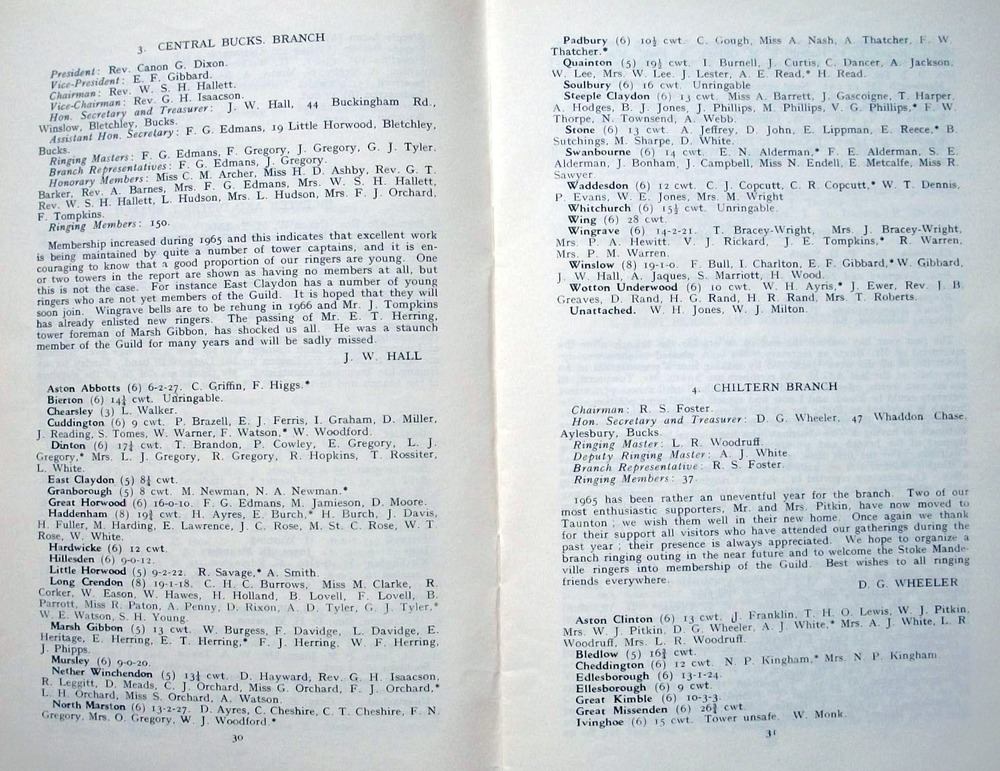 3. CENTRAL BUCKS. BRANCH
President: Rev. Canon G. Dixon.
Vice-President: E. F. Gibbard.
Chairman: Rev. W. S. H. Hallett.
Vice-Chairman: Rev. G. H. Isaacson.
Hon. Secretary and Treasurer: J. W. Hall, 44 Buckingham Rd.,
Winslow, Bletchley, Bucks.
Assistant Hon. Secretary: F. G. Edmans, 19 Little Horwood, Bletchley,
Bucks.
Ringing Masters: F. G. Edmans, F. Gregory, J. Gregory, G. J. Tyler.
Branch Representatives: F. G. Edmans, J. Gregory.
Honorary Members: Miss C. M. Archer, Miss H. D. Ashby, Rev. G. T.
Barker, Rev. A. Barnes, Mrs. F. G. Edmans, Mrs. W. S. H. Hallett,
Rev. W. S. H. Hallett, L. Hudson, Mrs. L. Hudson, Mrs. F. J. Orchard,
F. Tompkins.
Ringing Members: 150.
Membership increased during 1965 and this indicates that excellent work
is being maintained by quite a number of tower captains, and it is en-
couraging to know that a good proportion of our ringers are young. One
or two towers in the report are shown as having no members at all, but
this is not the case. For instance East Claydon has a number of young
ringers who are not yet members of the Guild. It is hoped that they will
soon join. Wingrave bells are to be rehung in 1966 and Mr. J. Tompkins
has already enlisted new ringers. The passing of Mr. E. T. Herring,
tower foreman of Marsh Gibbon, has shocked us all. He was a staunch
member of the Guild for many years and will be sadly missed.
J. W. HALL
Aston Abbotts (6) 6-2-27. C. Griffin, F. Higgs.*
Bierton (6) 14¼ cwt. Unringable.
Chearsley (3) L. Walker.
Cuddington (6) 9 cwt. P. Brazell, E. J. Ferris, I. Graham, D. Miller,
J. Reading, S. Tomes, W. Warner, F. Watson,* W. Woodford.
Dinton (6) 17¼ cwt. T. Brandon, P. Cowley, E. Gregory, L. J.
Gregory,* Mrs. L. J. Gregory, R. Gregory, R. Hopkins, T. Rossiter,
L. White.
East Claydon (5) 8¼ cwt.
Granborough (5) 8 cwt. M. Newman, N. A. Newman.*
Great Horwood (6) 16-0-10. F. G. Edmans, M. Jamieson, D. Moore.
Haddenham (8) 19¾ cwt. H. Ayres, E. Burch,* H. Burch, J. Davis,
H. Fuller, M. Harding, E. Lawrence, J. C. Rose, M. St. C. Rose, W. T.
Rose, W. White.
Hardwicke (6) 12 cwt.
Hillesden (6) 9-0-12.
Little Horwood (5) 9-2-22. R. Savage,* A. Smith.
Long Crendon (8) 19-1-18. C. H. C. Burrows, Miss M. Clarke, R.
Corker, W. Eason, W. Hawes, H. Holland, B. Lovell, F. Lovell, B.
Parrott, Miss R. Paton, A. Penny, D. Rixon, A. D. Tyler, G. J. Tyler,*
W. E. Watson, S. H. Young.
Marsh Gibbon (5) 13 cwt. W. Burgess, F. Davidge, L. Davidge, E.
Heritage, E. Herring, E. T. Herring,* F. J. Herring, W. F. Herring,
J. Phipps.
Mursley (6) 9-0-20.
Nether Winchendon (5) 13¼ cwt. D. Hayward, Rev. G. H. Isaacson,
R. Leggitt, D. Meads, C. J. Orchard, Miss G. Orchard, F. J. Orchard,*
L. H. Orchard, Miss S. Orchard, A. Watson.
North Marston (6) 13-2-27. D. Ayres, C. Cheshire, C. T. Cheshire, F. N.
Gregory, Mrs. O. Gregory, W. J. Woodford.*
30
Padbury (6) 10½ cwt. C. Gough, Miss A. Nash, A. Thatcher, F. W.
Thatcher.*
Quainton (5) 19½ cwt. I. Burnell, J. Curtis, C. Dancer, A. Jackson,
W. Lee, Mrs. W. Lee. J. Lester, A. E. Read,* H. Read.
Soulbury (6) 16 cwt. Unringable
Steeple Claydon (6) 13 cwt. Miss A. Barrett, J. Gascoigne, T. Harper,
A. Hodges, B. J. Jones, J. Phillips, M. Phillips, V. G. Phillips,* F. W.
Thorpe, N. Townsend, A. Webb.
Stone (6) 13 cwt. A. Jeffrey, D. John, E. Lippman, E. Reece,* B.
Sutchings, M. Sharpe, D. White.
Swanbourne (6) 14 cwt. E. N. Alderman,* F. E. Alderman, S. E.
Alderman, J. Bonham, J. Campbell, Miss N. Endell, E. Metcalfe, Miss R.
Sawyer.
Waddesdon (6) 12 cwt. C. J. Copcutt, C. R. Copcutt,* W. T. Dennis,
P. Evans, W. E. Jones, Mrs. M. Wright
Whitchurch (6) 15½ cwt. Unringable.
Wing (6) 28 cwt.
Wingrave (6) 14-2-21. T. Bracey-Wright, Mrs. J. Bracey-Wright,
Mrs. P. A. Hewitt, V. J. Rickard, J. E. Tompkins,* R. Warren,
Mrs. P. M. Warren.
Winslow (8) 19-1-0. F. Bull, I. Charlton, E. F. Gibbard,* W. Gibbard,
J. W. Hall, A. Jaques, S. Marriott, H. Wood.
Wotton Underwood (6) 10 cwt. W. H. Ayris,* J. Ewer, Rev. J. B.
Greaves, D. Rand, H. G. Rand, H. R. Rand, Mrs. T. Roberts.
Unattached. W. H. Jones, W. J. Milton.
4. CHILTERN BRANCH
Chairman: R. S. Foster.
Hon. Secretary and Treasurer: D. G. Wheeler, 47 Whaddon Chase,
Aylesbury, Bucks.
Ringing Master: L. R. Woodruff.
Deputy Ringing Master: A. J. White
Branch Representative: R. S. Foster.
Ringing Members: 37.
1965 has been rather an uneventful year for the branch. Two of our
most enthusiastic supporters, Mr. and Mrs. Pitkin, have now moved to
Taunton; we wish them well in their new home. Once again we thank
for their support all visitors who have attended our gatherings during the
past year; their presence is always appreciated. We hope to organize a
branch ringing outing in the near future and to welcome the Stoke Mande-
ville ringers into membership of the Guild. Best wishes to all ringing
friends everywhere.
D. G. WHEELER
Aston Clinton (6) 13 cwt. J. Franklin, T. H. O. Lewis, W. J. Pitkin,
Mrs. W. J. Pitkin, D. G. Wheeler, A. J. White,* Mrs. A. J. White, L. R.
Woodruff, Mrs. L. R. Woodruff.
Bledlow (5) 16¾ cwt.
Cheddington (6) 12 cwt. N. P. Kingham,* Mrs. N. P. Kingham
Edlesborough (6) 13-1-24.
Ellesborough (6) 9 cwt.
Great Kimble (6) 10-3-3.
Great Missenden (6) 26¾ cwt.
Ivinghoe (6) 15 cwt. Tower unsafe. W. Monk.
31